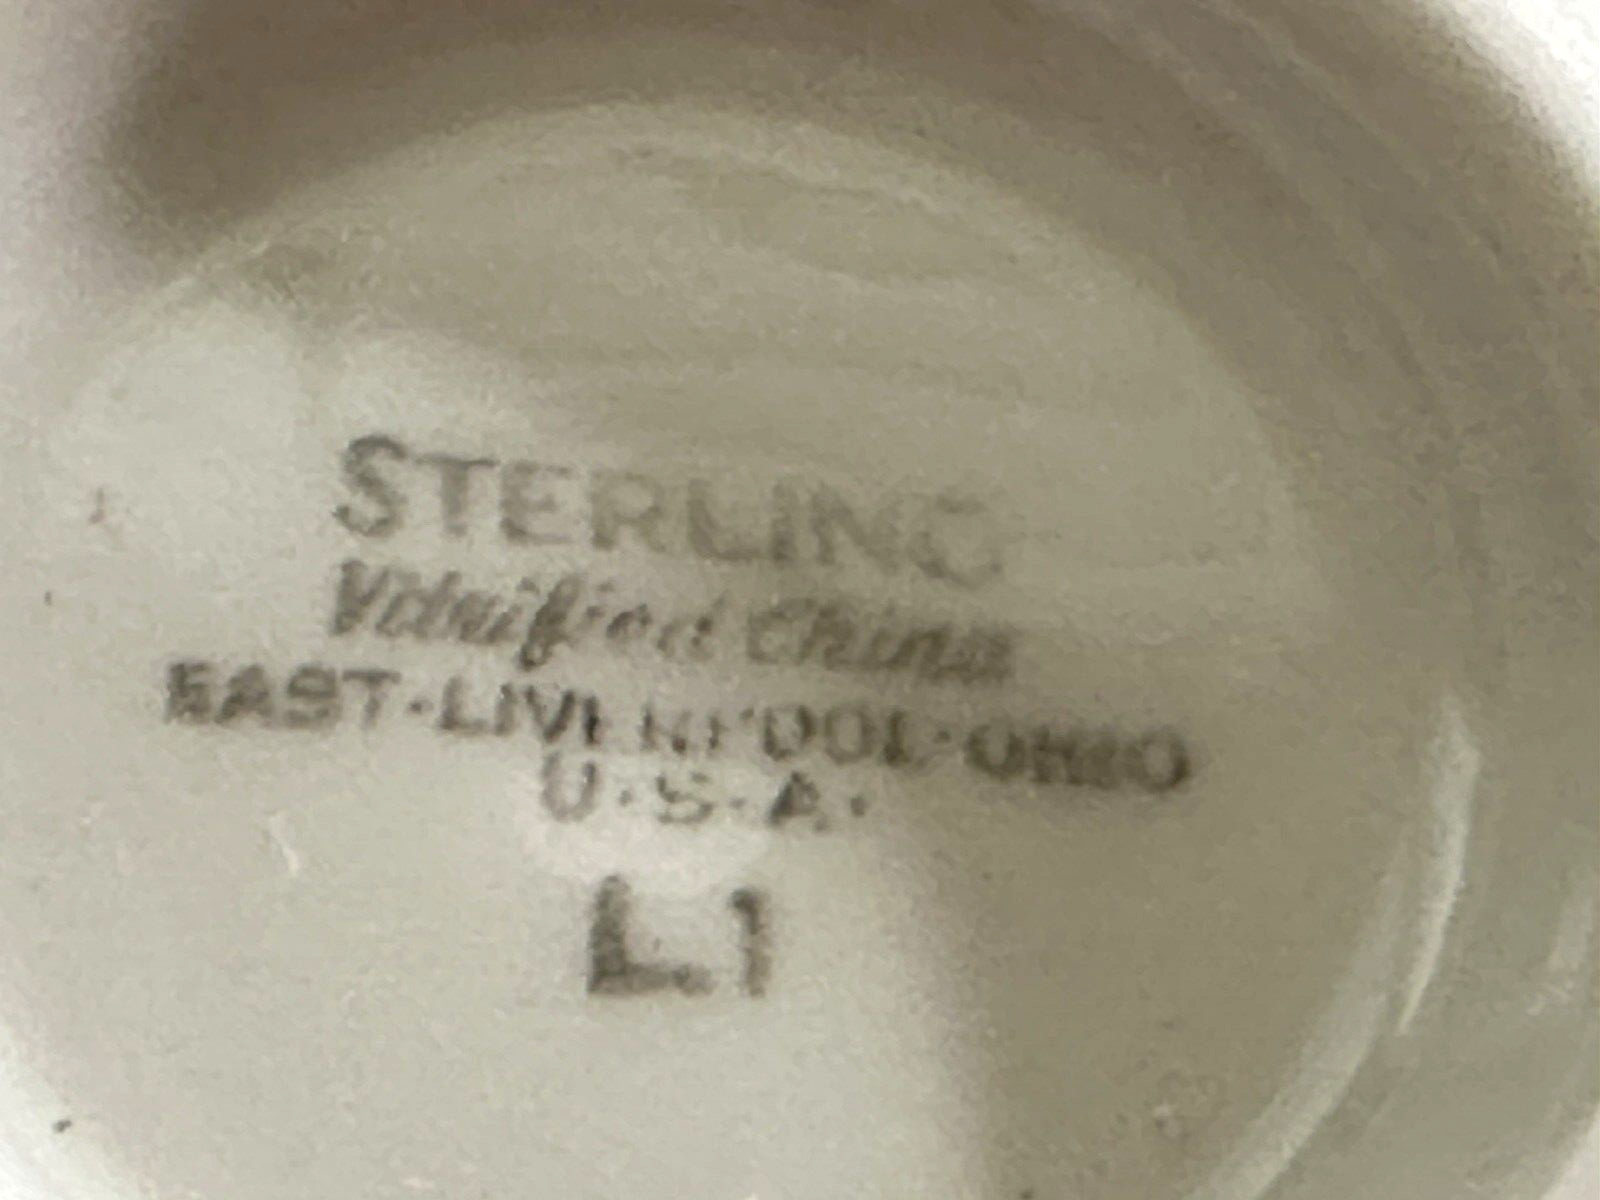 STERLING
Vitrified China
EAST·LIVERPOOL·OHIO
U.S.A.
L1